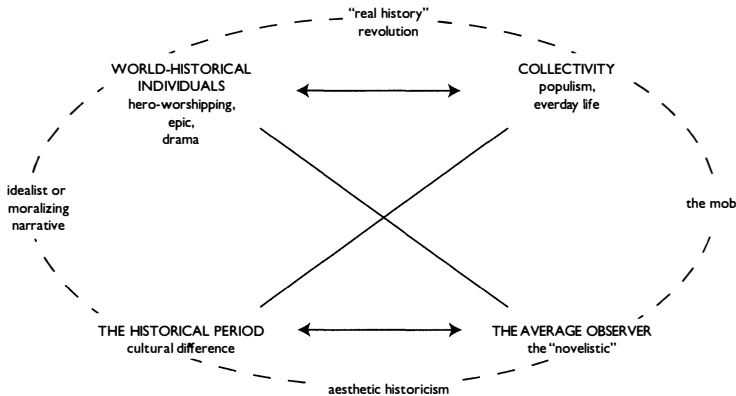 “real history”
revolution
WORLD-HISTORICAL
INDIVIDUALS
hero-worshipping,
epic,
drama
COLLECTIVITY
populism,
everday life
idealist or
moralizing
narrative
the mob
THE HISTORICAL PERIOD
cultural difference
THE AVERAGE OBSERVER
the “novelistic”
aesthetic historicism